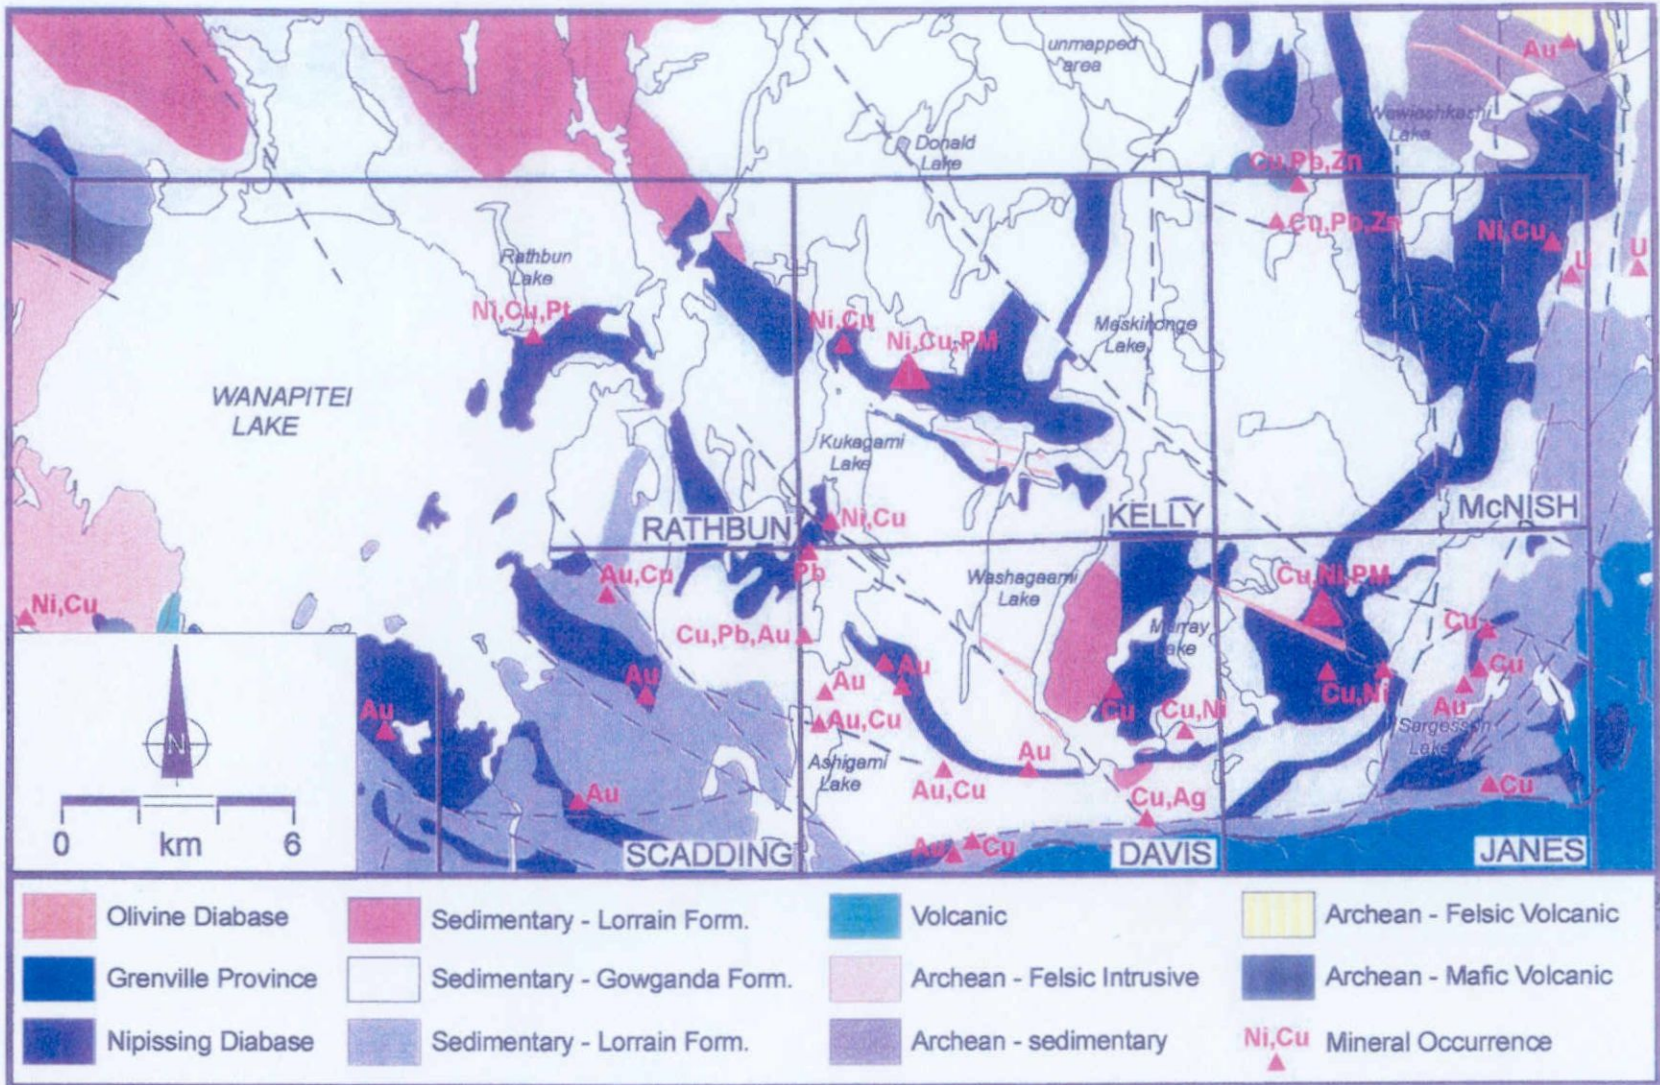 unmapped
area
Au
Wawiashkashi
Lake
Donald
Lake
Cu,Pb,Zn
Cu,Pb,Zn
Ni,Cu
U
U
Rathbun
Lake
Ni,Cu,Pt
Ni,Cu
Ni,Cu,PM
Maskinonge
Lake
WANAPITEI
LAKE
Kukagami
Lake
RATHBUN
Ni,Cu
KELLY
McNISH
Pb
Au,Cu
Washagaami
Lake
Cu,Ni,PM
Ni,Cu
Cu,Pb,Au
Murray
Lake
Cu
Au
Au
Au
Cu
Cu,Ni
Cu,Ni
Cu
Au
Au
Au,Cu
Sargesson
Lake
N
Ashigami
Lake
Au
Au,Cu
Cu,Ag
Cu
Au
0 km 6
SCADDING
Au
Cu
DAVIS
JANES
Olivine Diabase
Sedimentary - Lorrain Form.
Volcanic
Archean - Felsic Volcanic
Grenville Province
Sedimentary - Gowganda Form.
Archean - Felsic Intrusive
Archean - Mafic Volcanic
Nipissing Diabase
Sedimentary - Lorrain Form.
Archean - sedimentary
Ni,Cu
Mineral Occurrence